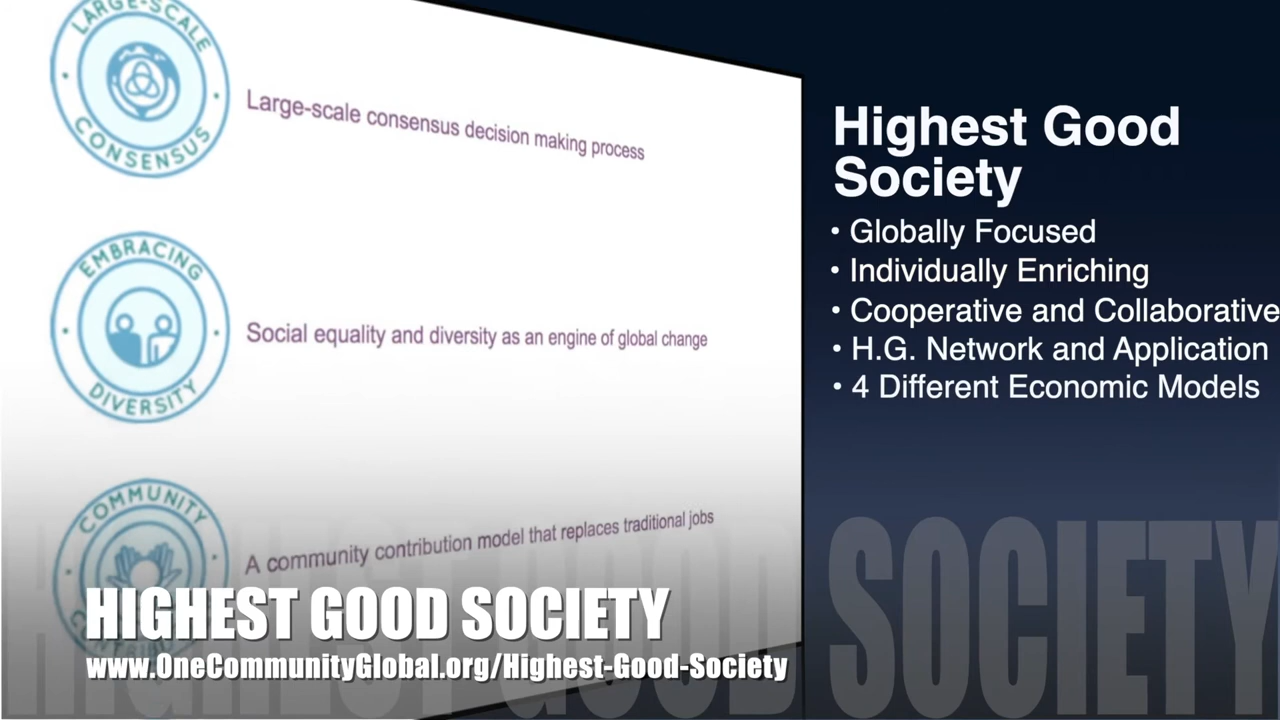 LARGE-SCALE
CONSENSUS
Large-scale consensus decision making process
EMBRACING
DIVERSITY
Social equality and diversity as an engine of global change
COMMUNITY
A community contribution model that replaces traditional jobs
Highest Good
Society
• Globally Focused
• Individually Enriching
• Cooperative and Collaborative
• H.G. Network and Application
• 4 Different Economic Models
HIGHEST GOOD SOCIETY
HIGHEST GOOD SOCIETY
www.OneCommunityGlobal.org/Highest-Good-Society